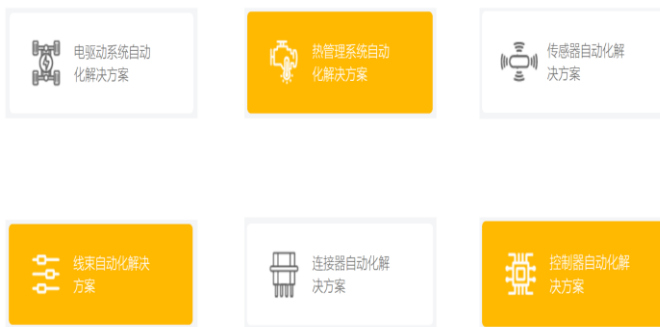 电驱动系统自动
化解决方案
热管理系统自动
化解决方案
传感器自动化解
决方案
线束自动化解决
方案
连接器自动化解
决方案
控制器自动化解
决方案